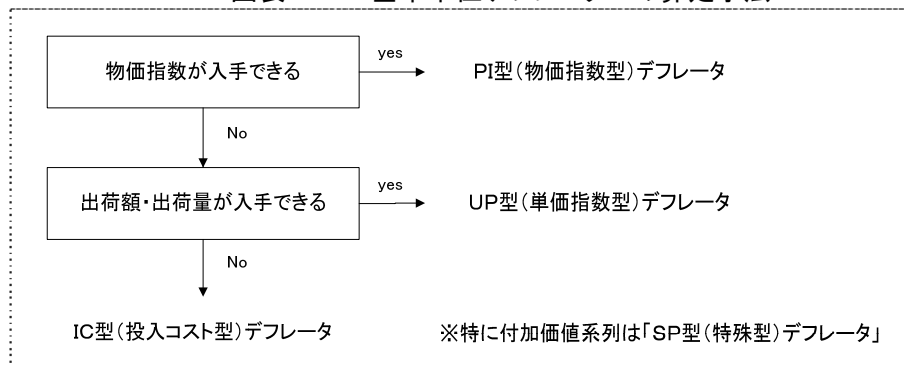 物価指数が入手できる
yes
PI型(物価指数型)デフレータ
No
出荷額・出荷量が入手できる
yes
UP型(単価指数型)デフレータ
No
IC型(投入コスト型)デフレータ
※特に付加価値系列は「SP型(特殊型)デフレータ」